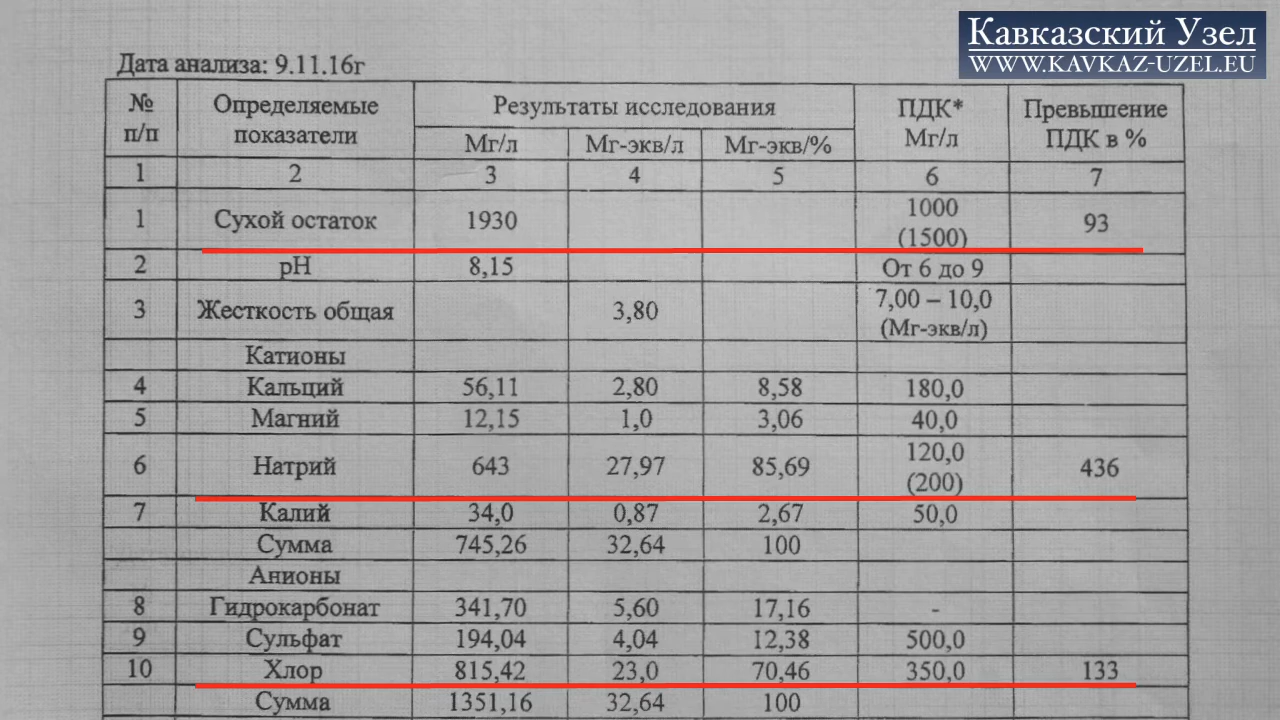 Кавказский Узел
WWW.KAVKAZ-UZEL.EU
Дата анализа: 9.11.16г
№ п/п Определяемые показатели Результаты исследования ПДК* Мг/л Превышение ПДК в %
Мг/л Мг-экв/л Мг-экв/%
1 2 3 4 5 6 7
1 Сухой остаток 1930 1000 (1500) 93
2 рН 8,15 От 6 до 9
3 Жесткость общая 3,80 7,00 – 10,0 (Мг-экв/л)
Катионы
4 Кальций 56,11 2,80 8,58 180,0
5 Магний 12,15 1,0 3,06 40,0
6 Натрий 643 27,97 85,69 120,0 (200) 436
7 Калий 34,0 0,87 2,67 50,0
Сумма 745,26 32,64 100
Анионы
8 Гидрокарбонат 341,70 5,60 17,16 -
9 Сульфат 194,04 4,04 12,38 500,0
10 Хлор 815,42 23,0 70,46 350,0 133
Сумма 1351,16 32,64 100